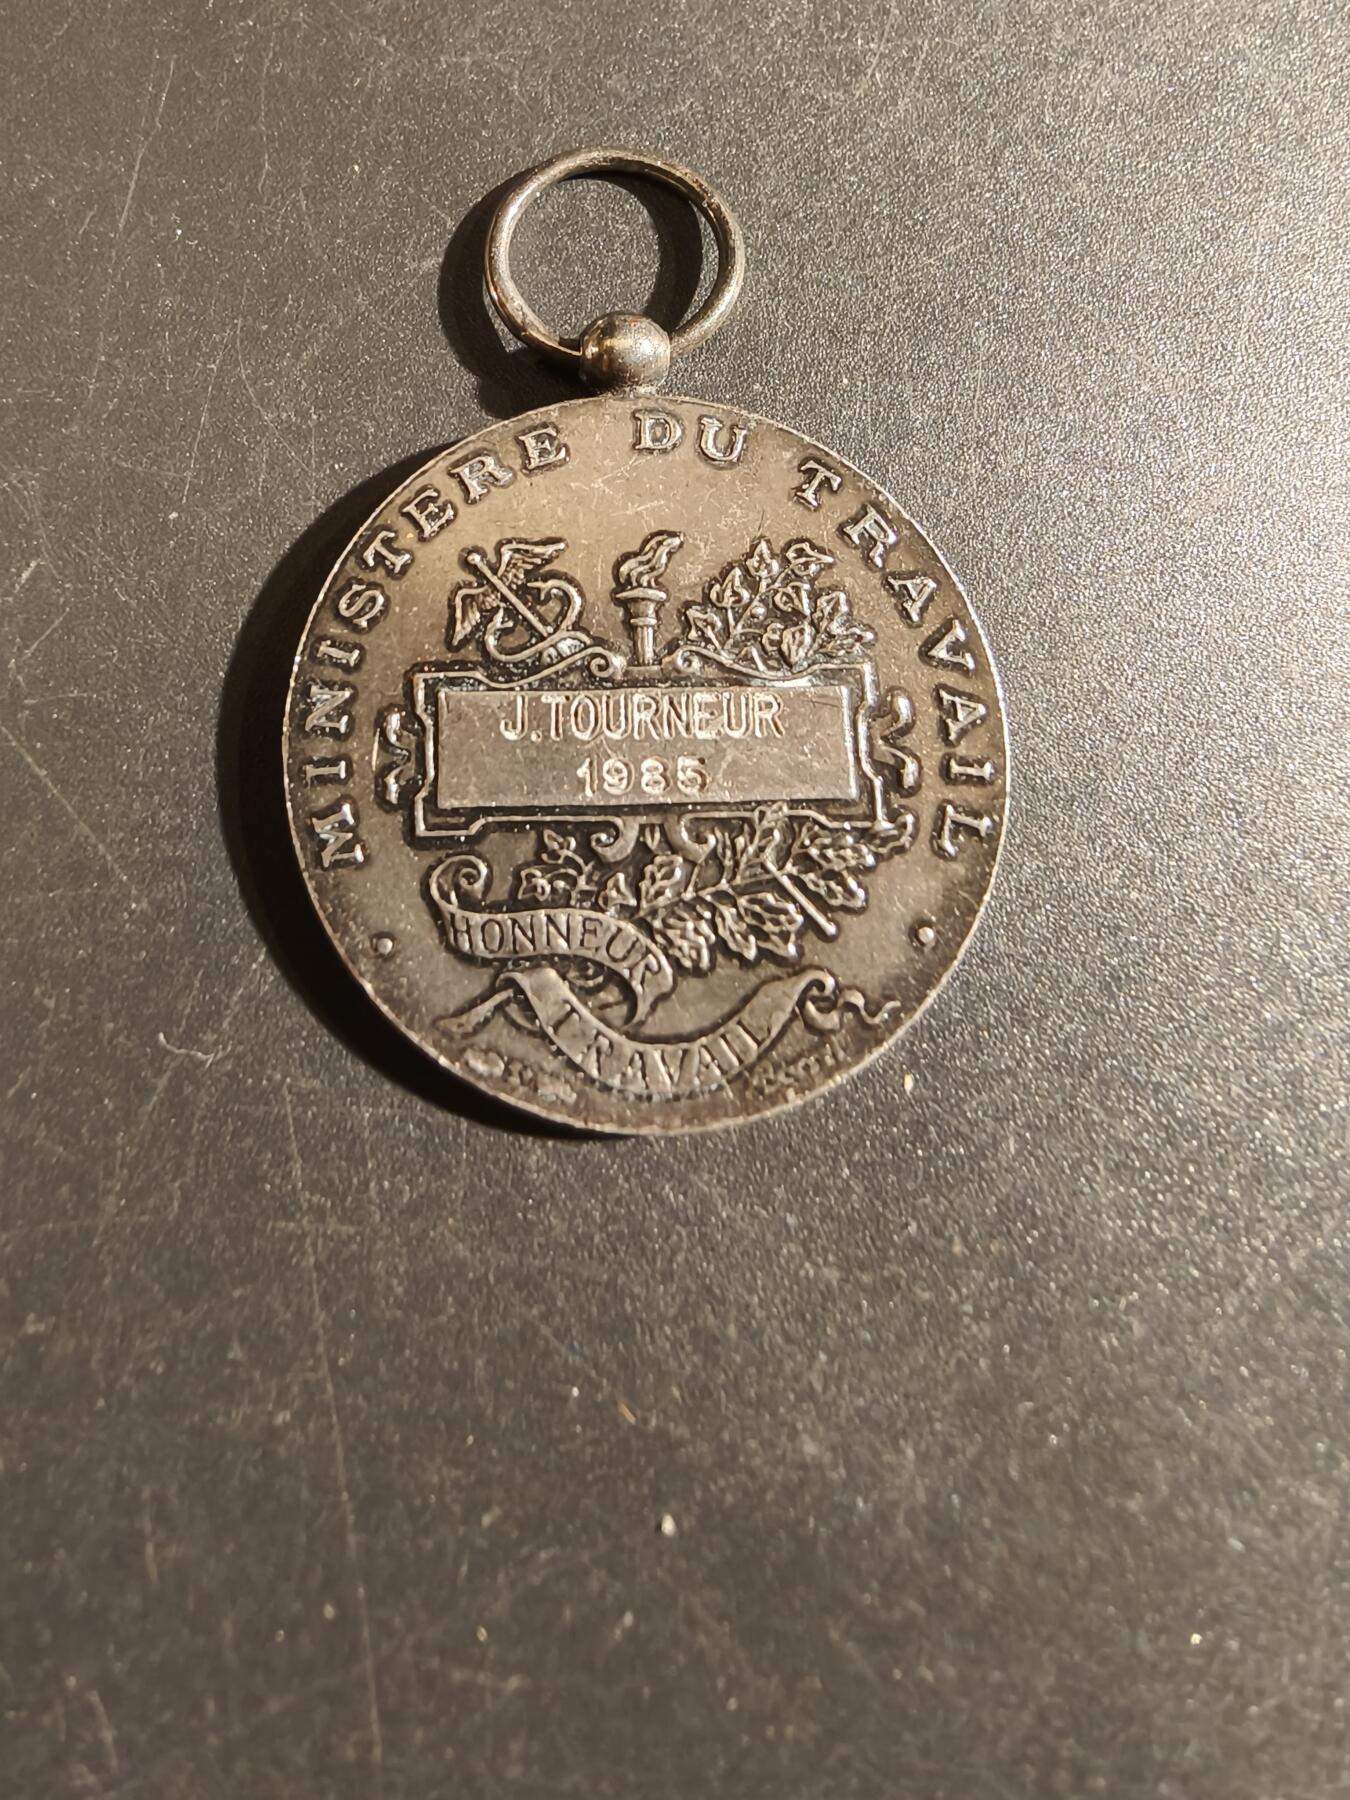 MINISTERE DU TRAVAIL
J.TOURNEUR
1985
HONNEUR
TRAVAIL